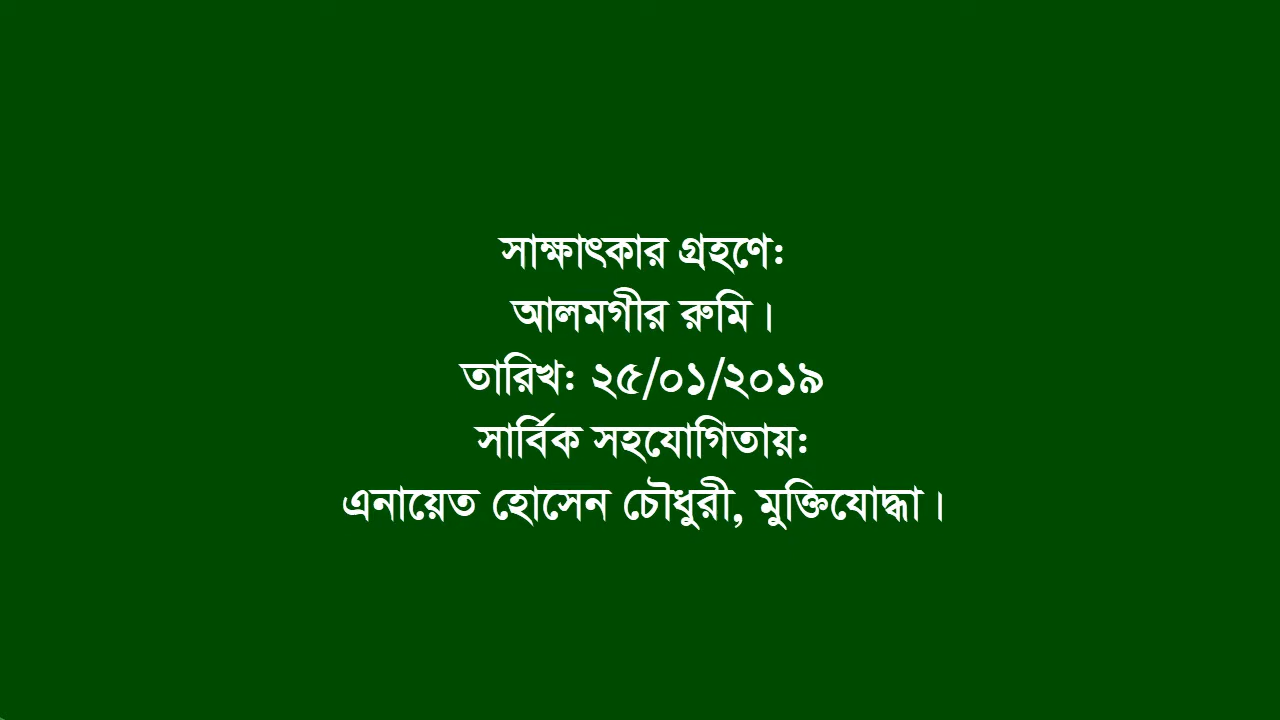 সাক্ষাৎকার গ্রহণে:
আলমগীর রুমি।
তারিখ: ২৫/০১/২০১৯
সার্বিক সহযোগিতায়:
এনায়েত হোসেন চৌধুরী, মুক্তিযোদ্ধা।